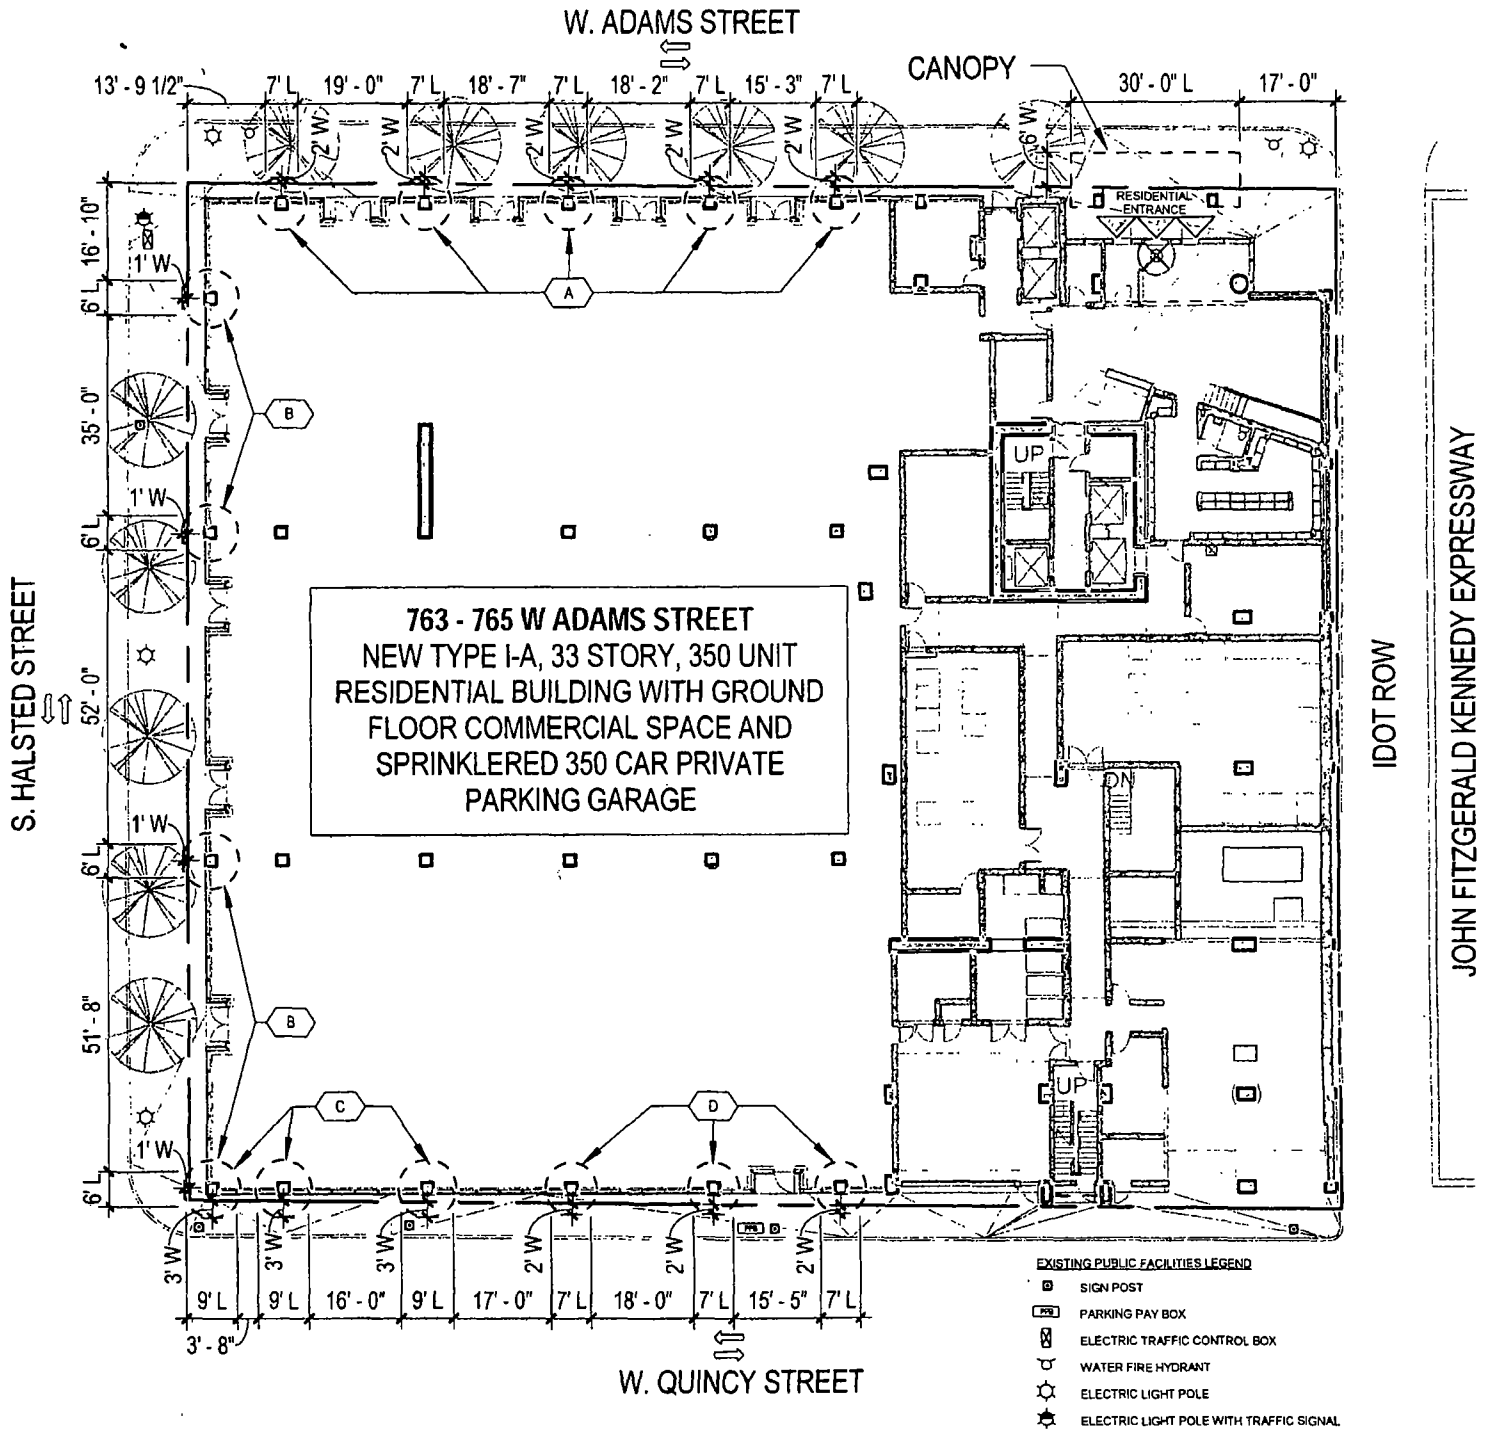 W. ADAMS STREET
CANOPY
13' - 9 1/2"
7' L
19' - 0"
7' L
18' - 7"
7' L
18' - 2"
7' L
15' - 3"
7' L
30' - 0" L
17' - 0"
2' W
2' W
2' W
2' W
2' W
6' W
RESIDENTIAL
ENTRANCE
16' - 10"
1' W
6' L
A
35' - 0"
B
UP
1' W
6' L
763 - 765 W ADAMS STREET
NEW TYPE I-A, 33 STORY, 350 UNIT
RESIDENTIAL BUILDING WITH GROUND
FLOOR COMMERCIAL SPACE AND
SPRINKLERED 350 CAR PRIVATE
PARKING GARAGE
S. HALSTED STREET
52' - 0"
IDOT ROW
JOHN FITZGERALD KENNEDY EXPRESSWAY
DN
1' W
6' L
51' - 8"
B
C
D
UP
1' W
6' L
3' W
3' W
3' W
2' W
2' W
2' W
PPB
9' L
9' L
16' - 0"
9' L
17' - 0"
7' L
18' - 0"
7' L
15' - 5"
7' L
3' - 8"
W. QUINCY STREET
EXISTING PUBLIC FACILITIES LEGEND
SIGN POST
PPB PARKING PAY BOX
ELECTRIC TRAFFIC CONTROL BOX
WATER FIRE HYDRANT
ELECTRIC LIGHT POLE
ELECTRIC LIGHT POLE WITH TRAFFIC SIGNAL